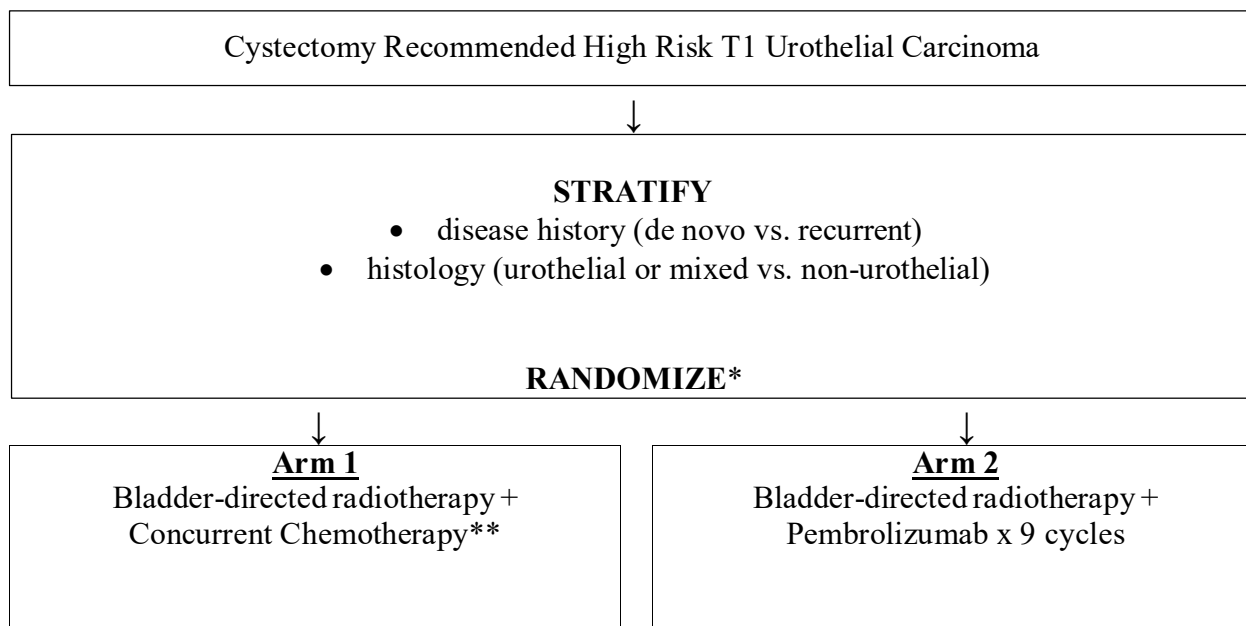 Cystectomy Recommended High Risk T1 Urothelial Carcinoma
↓
STRATIFY
• disease history (de novo vs. recurrent)
• histology (urothelial or mixed vs. non-urothelial)
RANDOMIZE*
↓ ↓
Arm 1
Bladder-directed radiotherapy +
Concurrent Chemotherapy**
Arm 2
Bladder-directed radiotherapy +
Pembrolizumab x 9 cycles